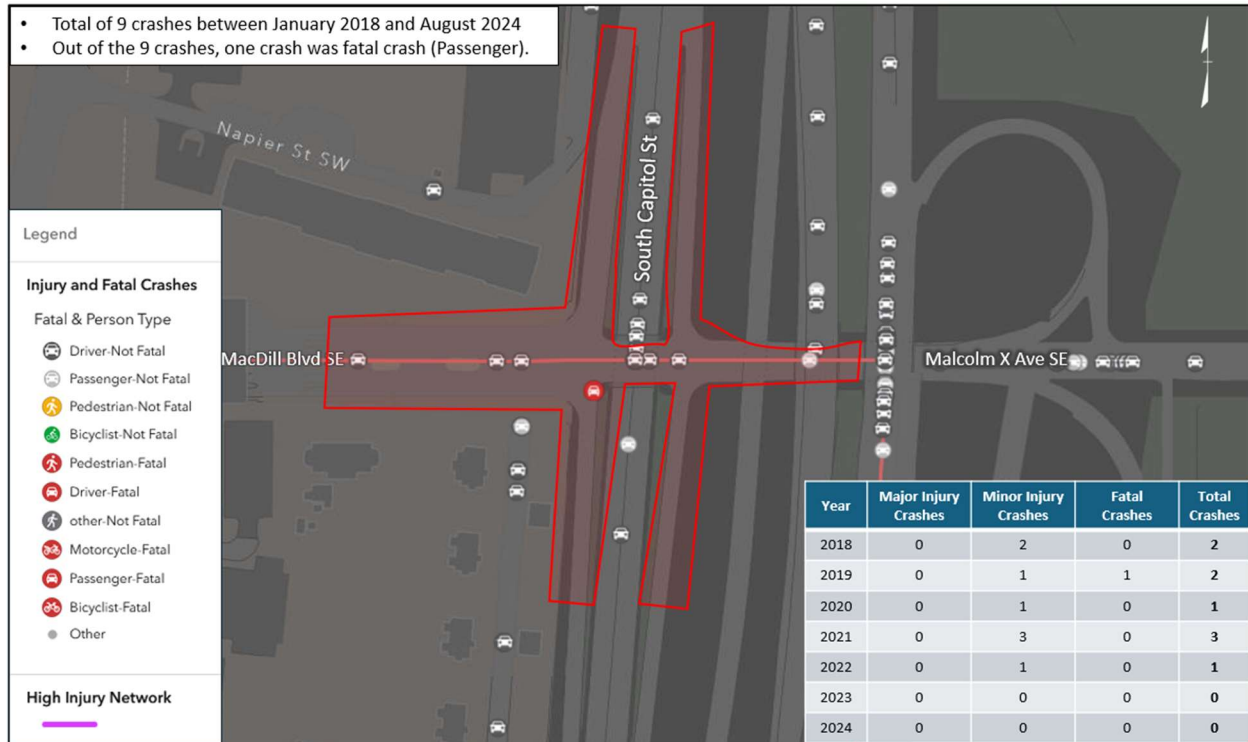 • Total of 9 crashes between January 2018 and August 2024
• Out of the 9 crashes, one crash was fatal crash (Passenger).
Napier St SW
South Capitol St
MacDill Blvd SE
Malcolm X Ave SE
Legend
Injury and Fatal Crashes
Fatal & Person Type
Driver-Not Fatal
Passenger-Not Fatal
Pedestrian-Not Fatal
Bicyclist-Not Fatal
Pedestrian-Fatal
Driver-Fatal
other-Not Fatal
Motorcycle-Fatal
Passenger-Fatal
Bicyclist-Fatal
Other
High Injury Network
Year Major Injury Crashes Minor Injury Crashes Fatal Crashes Total Crashes
2018 0 2 0 2
2019 0 1 1 2
2020 0 1 0 1
2021 0 3 0 3
2022 0 1 0 1
2023 0 0 0 0
2024 0 0 0 0